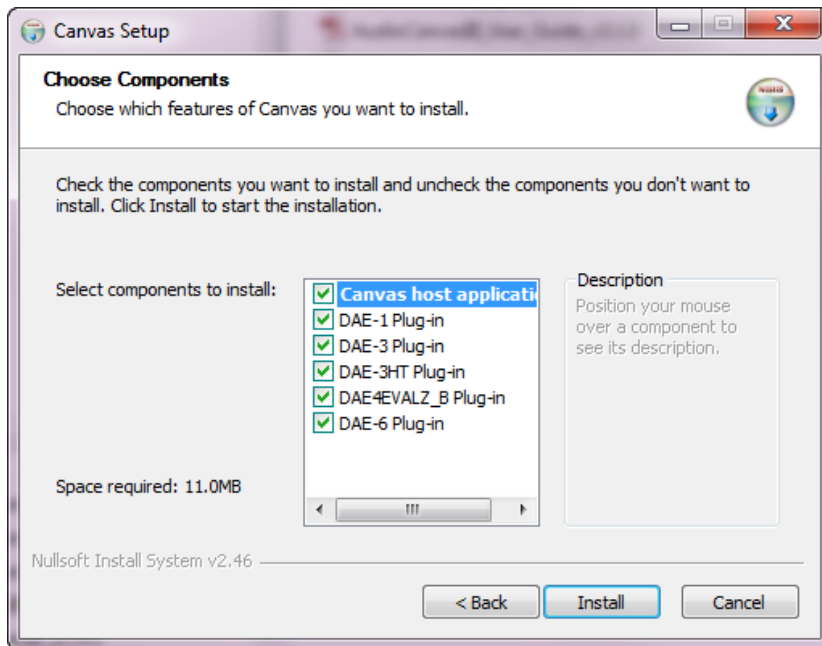 Canvas Setup
Choose Components
Choose which features of Canvas you want to install.
Check the components you want to install and uncheck the components you don't want to
install. Click Install to start the installation.
Select components to install:
Canvas host applicati
DAE-1 Plug-in
DAE-3 Plug-in
DAE-3HT Plug-in
DAE4EVALZ_B Plug-in
DAE-6 Plug-in
Description
Position your mouse
over a component to
see its description.
Space required: 11.0MB
Nullsoft Install System v2.46
< Back
Install
Cancel